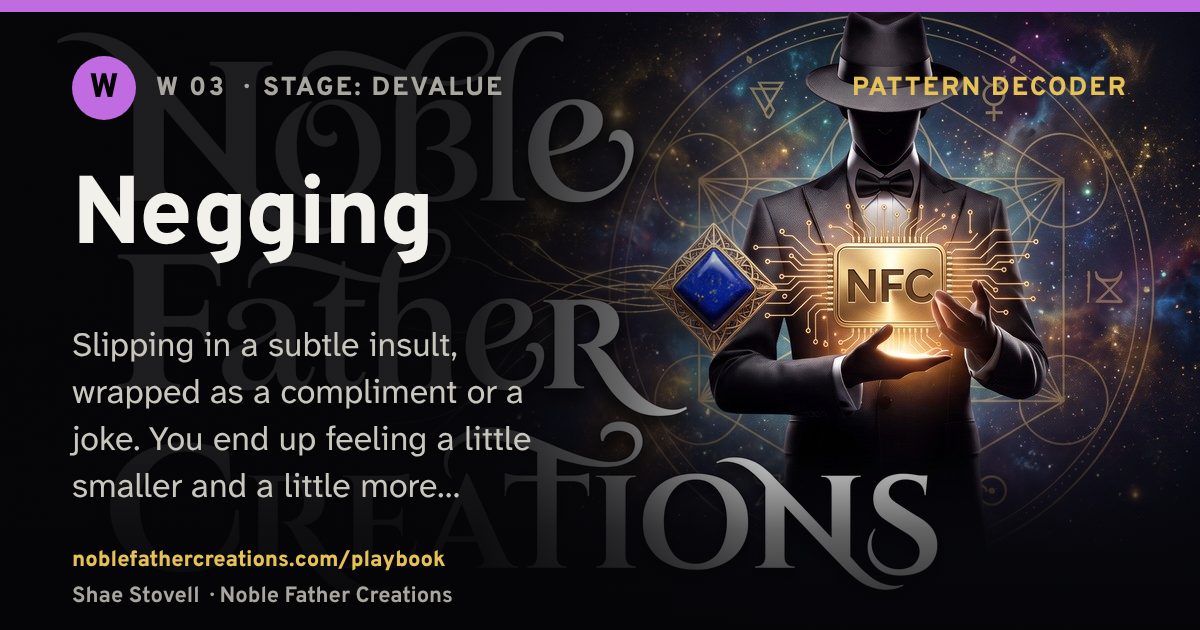 W
W 03 · STAGE: DEVALUE
PATTERN DECODER
Noble
Negging
Father
NFC
Slipping in a subtle insult,
wrapped as a compliment or a
joke. You end up feeling a little
smaller and a little more...
Creations
noblefathercreations.com/playbook
Shae Stovell · Noble Father Creations